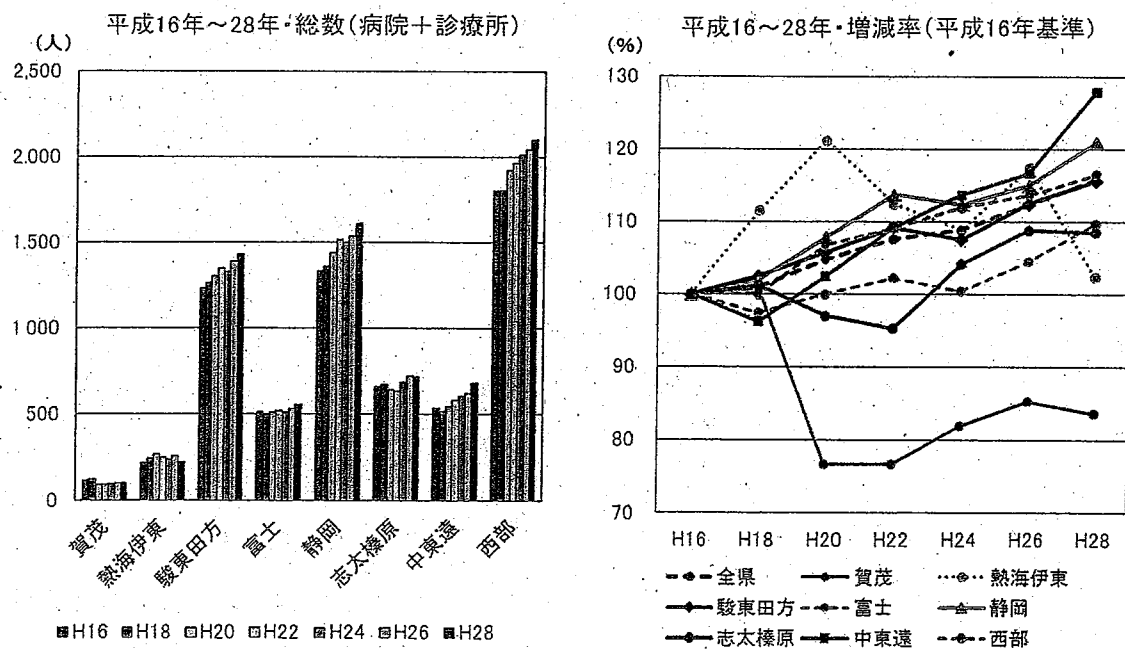 平成16年～28年・総数(病院＋診療所)
(人)
2,500
2,000
1,500
1 000
500
0
賀茂
熱海伊東
駿東田方
富士
静岡
志太榛原
中東遠
西部
H16 H18 H20 H22 H24 H26 H28
平成16～28年・増減率(平成16年基準)
(%)
130
120
110
100
90
80
70
H16 H18 H20 H22 H24 H26 H28
全県 賀茂 熱海伊東
駿東田方 富士 静岡
志太榛原 中東遠 西部